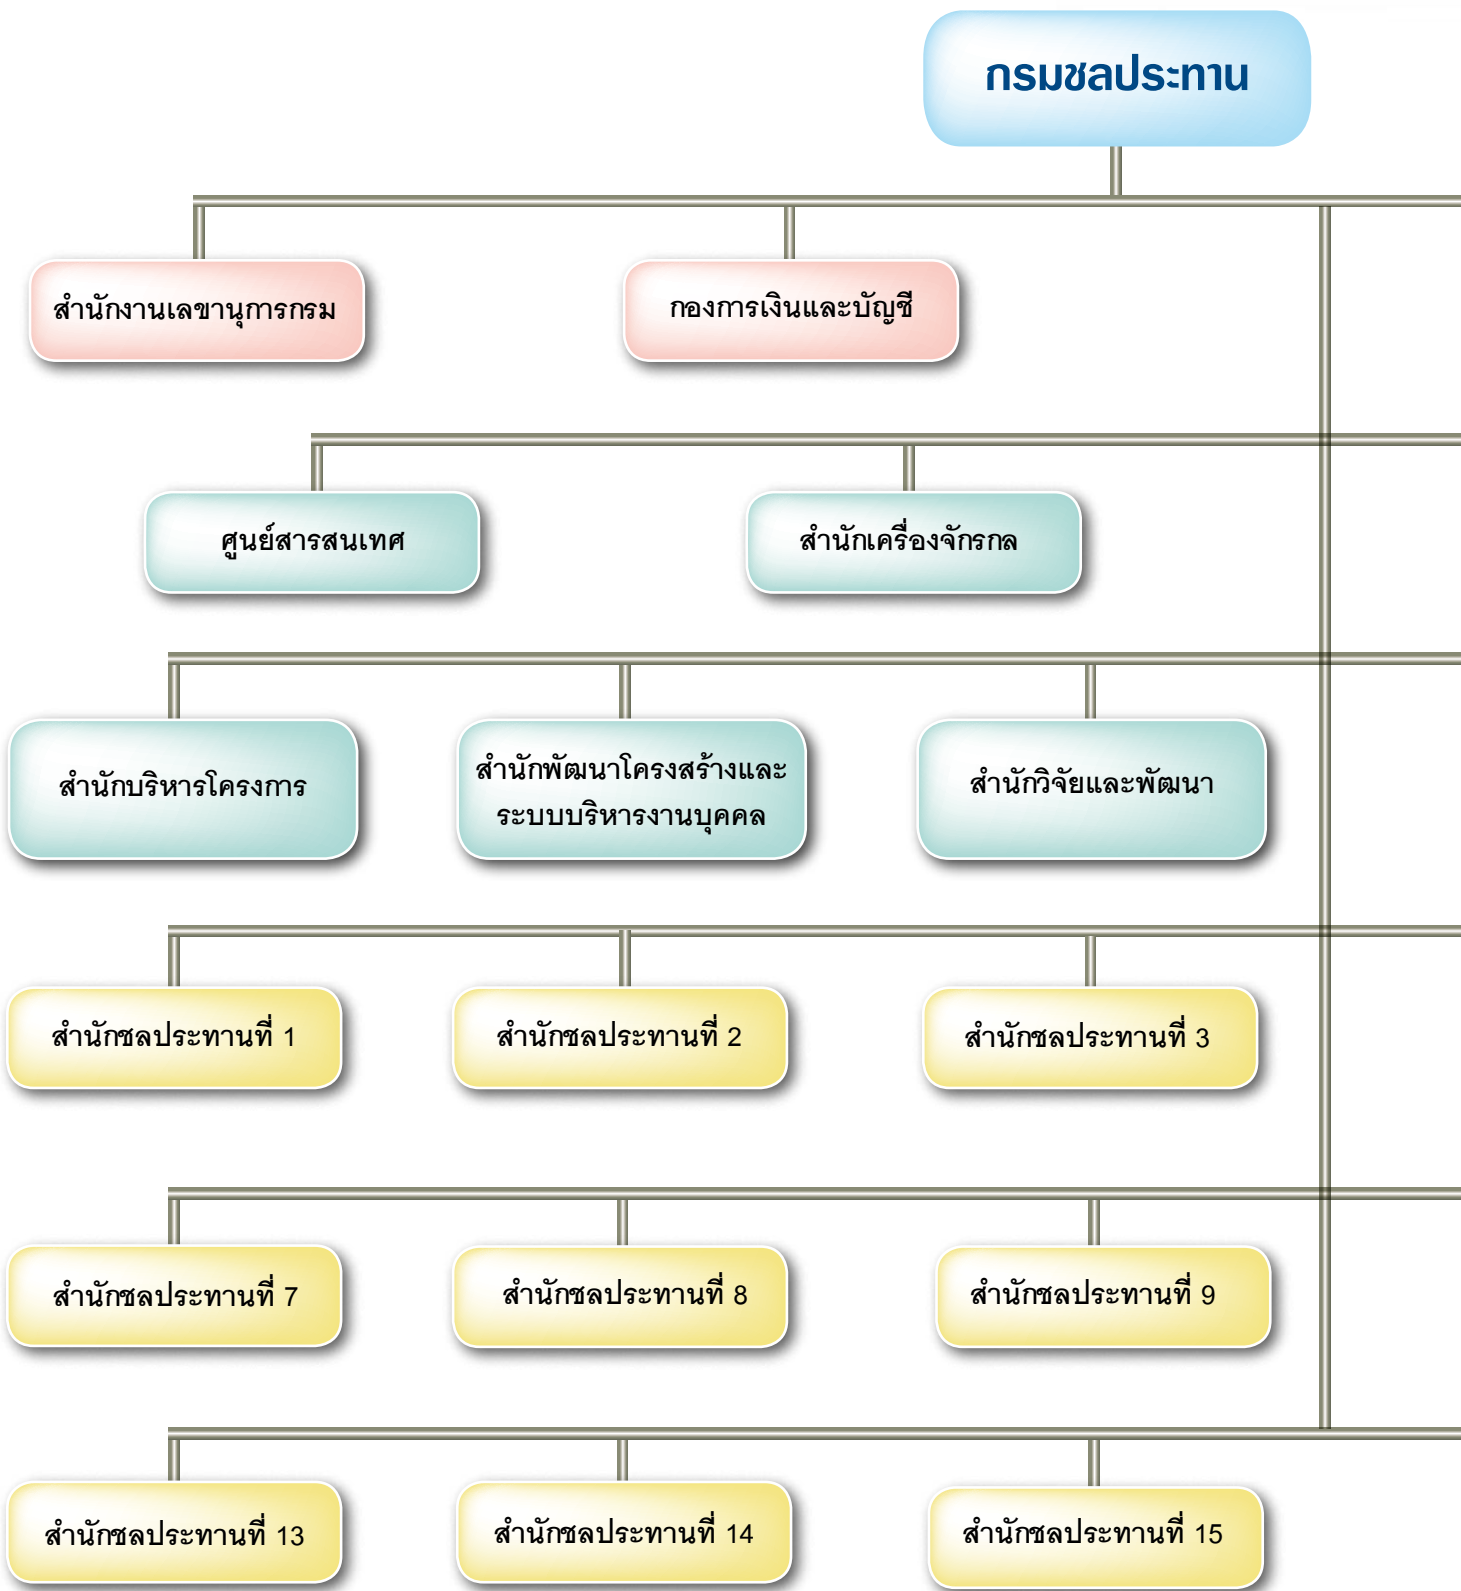 กรมชลประทาน
สำนักงานเลขานุการกรม
กองการเงินและบัญชี
ศูนย์สารสนเทศ
สำนักเครื่องจักรกล
สำนักบริหารโครงการ
สำนักพัฒนาโครงสร้างและ
ระบบบริหารงานบุคคล
สำนักวิจัยและพัฒนา
สำนักชลประทานที่ 1
สำนักชลประทานที่ 2
สำนักชลประทานที่ 3
สำนักชลประทานที่ 7
สำนักชลประทานที่ 8
สำนักชลประทานที่ 9
สำนักชลประทานที่ 13
สำนักชลประทานที่ 14
สำนักชลประทานที่ 15